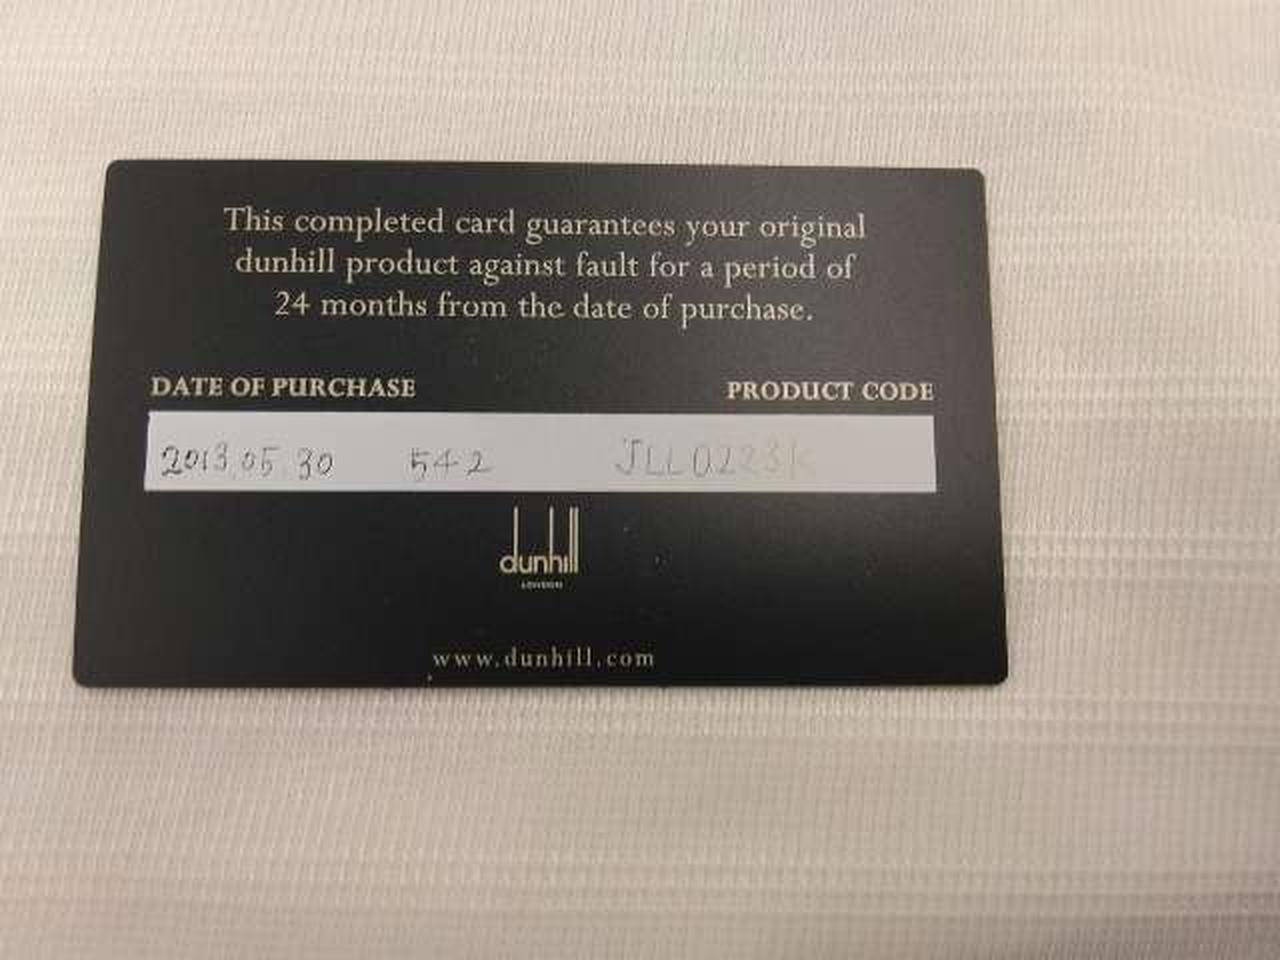 This completed card guarantees your original
dunhill product against fault for a period of
24 months from the date of purchase.
DATE OF PURCHASE PRODUCT CODE
2013.05.30 542 JLL0223K
dunhill
LONDON
www.dunhill.com